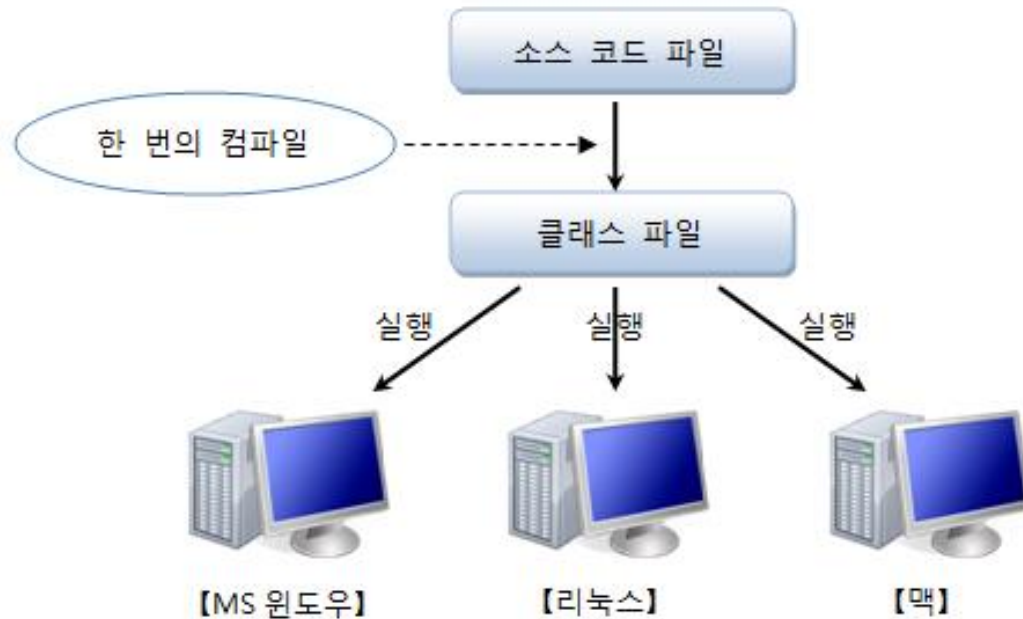 소스 코드 파일
한 번의 컴파일
클래스 파일
실행
실행
실행
【MS 윈도우】
【리눅스】
【맥】